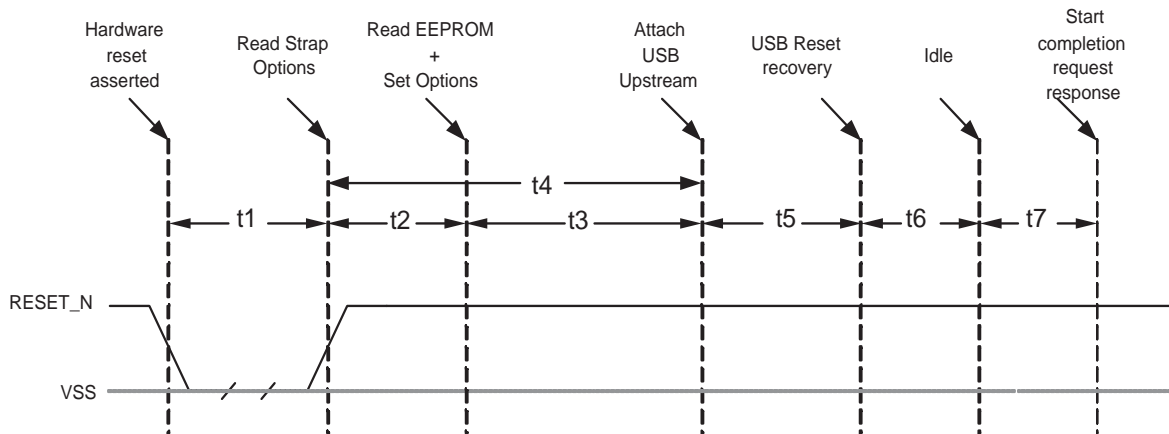 Hardware
reset
asserted
Read Strap
Options
Read EEPROM
+
Set Options
Attach
USB
Upstream
USB Reset
recovery
Idle
Start
completion
request
response
t4
t1
t2
t3
t5
t6
t7
RESET_N
VSS